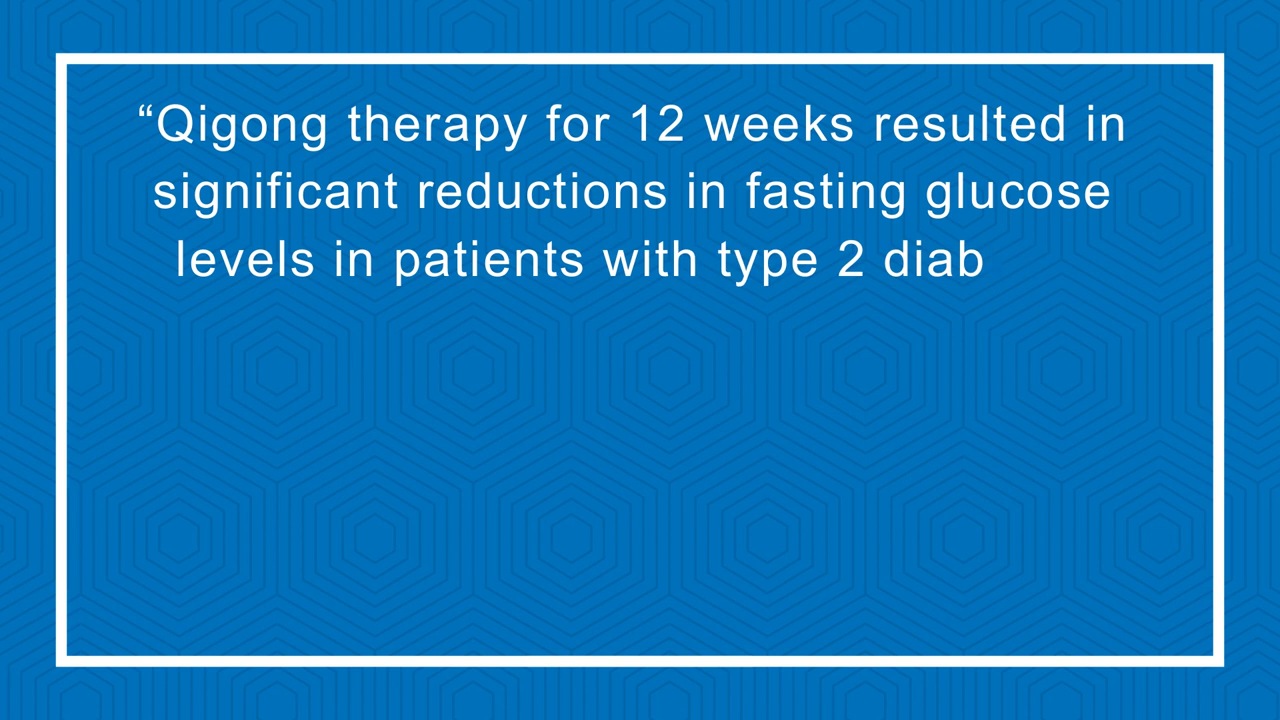 “Qigong therapy for 12 weeks resulted in
significant reductions in fasting glucose
levels in patients with type 2 diab